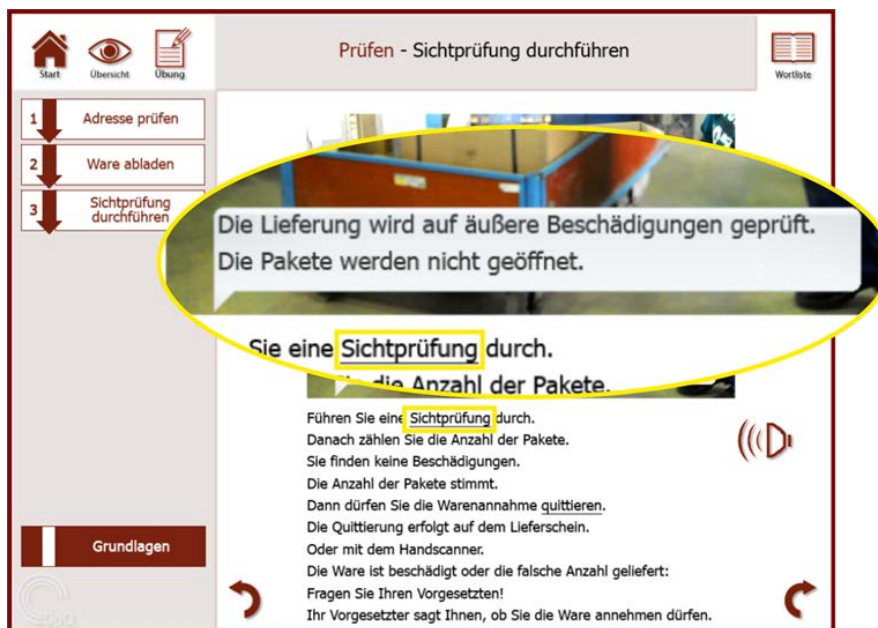 Start
Übersicht
Übung
Prüfen - Sichtprüfung durchführen
Wortliste
1 Adresse prüfen
2 Ware abladen
3 Sichtprüfung
durchführen
Die Lieferung wird auf äußere Beschädigungen geprüft.
Die Pakete werden nicht geöffnet.
Sie eine Sichtprüfung durch.
die Anzahl der Pakete.
Führen Sie eine Sichtprüfung durch.
Danach zählen Sie die Anzahl der Pakete.
Sie finden keine Beschädigungen.
Die Anzahl der Pakete stimmt.
Dann dürfen Sie die Warenannahme quittieren.
Die Quittierung erfolgt auf dem Lieferschein.
Oder mit dem Handscanner.
Die Ware ist beschädigt oder die falsche Anzahl geliefert:
Fragen Sie Ihren Vorgesetzten!
Ihr Vorgesetzter sagt Ihnen, ob Sie die Ware annehmen dürfen.
Grundlagen